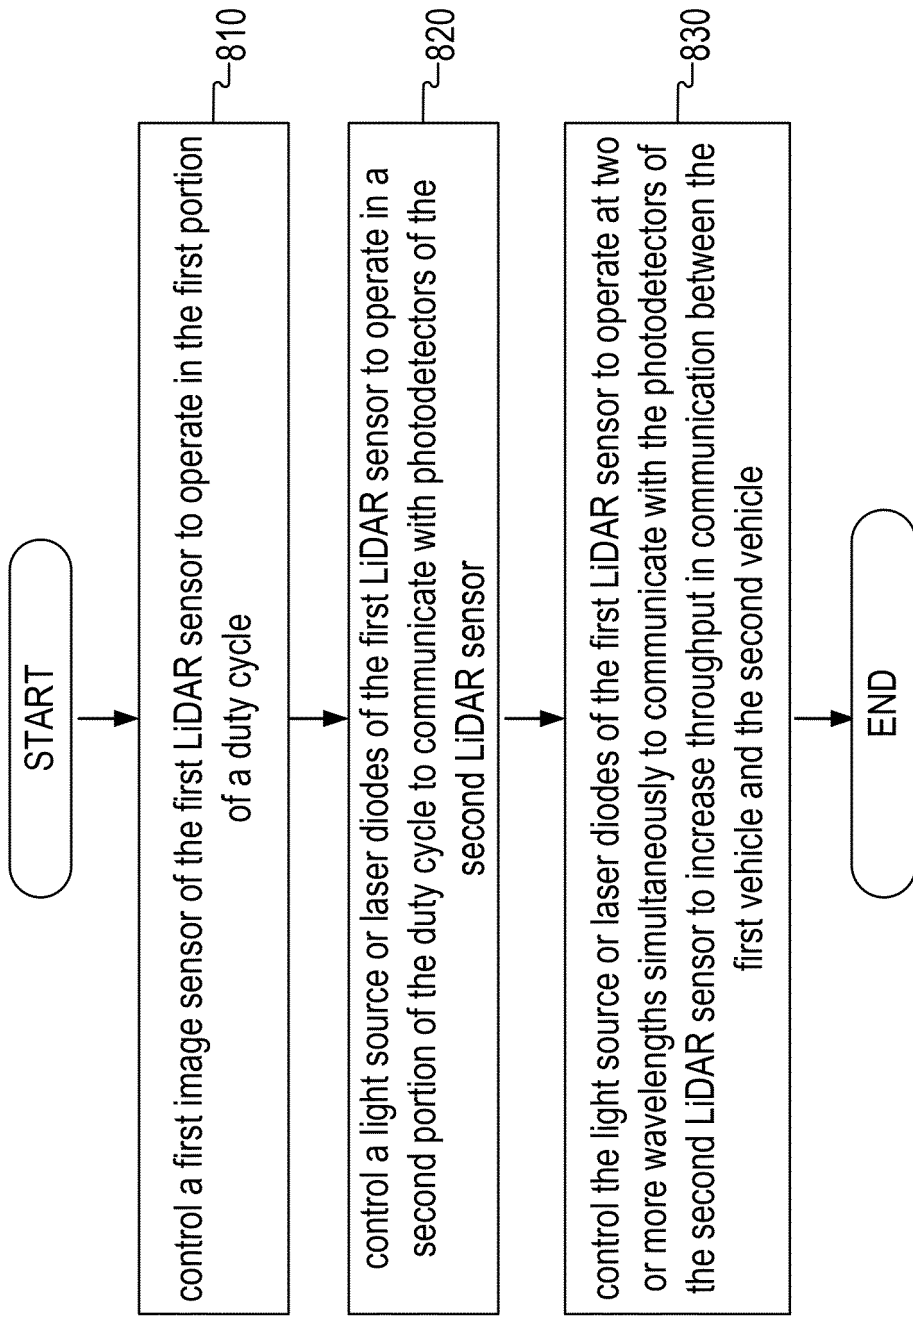 START
control a first image sensor of the first LiDAR sensor to operate in the first portion
of a duty cycle
810
control a light source or laser diodes of the first LiDAR sensor to operate in a
second portion of the duty cycle to communicate with photodetectors of the
second LiDAR sensor
820
control the light source or laser diodes of the first LiDAR sensor to operate at two
or more wavelengths simultaneously to communicate with the photodetectors of
the second LiDAR sensor to increase throughput in communication between the
first vehicle and the second vehicle
830
END